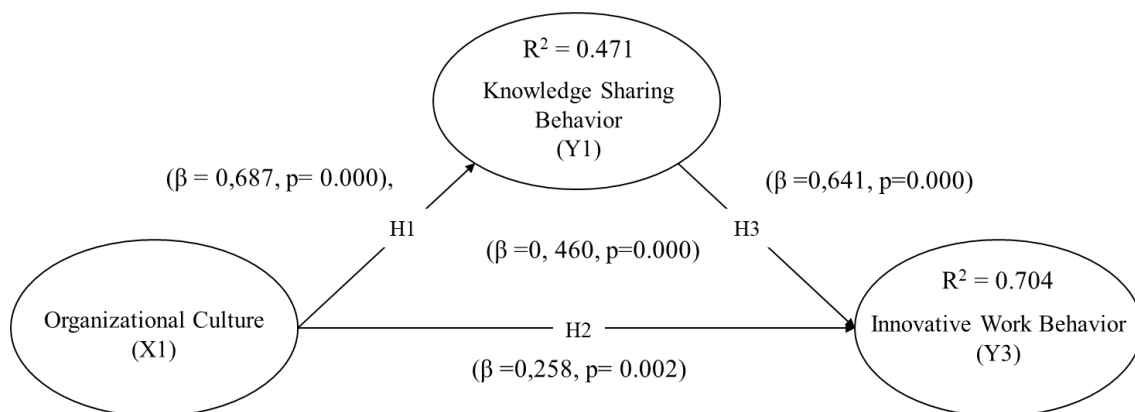 R² = 0.471
Knowledge Sharing
Behavior
(Y1)
(β = 0,687, p= 0.000),
(β =0,641, p=0.000)
H1
H3
(β =0, 460, p=0.000)
R² = 0.704
Organizational Culture
(X1)
H2
Innovative Work Behavior
(Y3)
(β =0,258, p= 0.002)